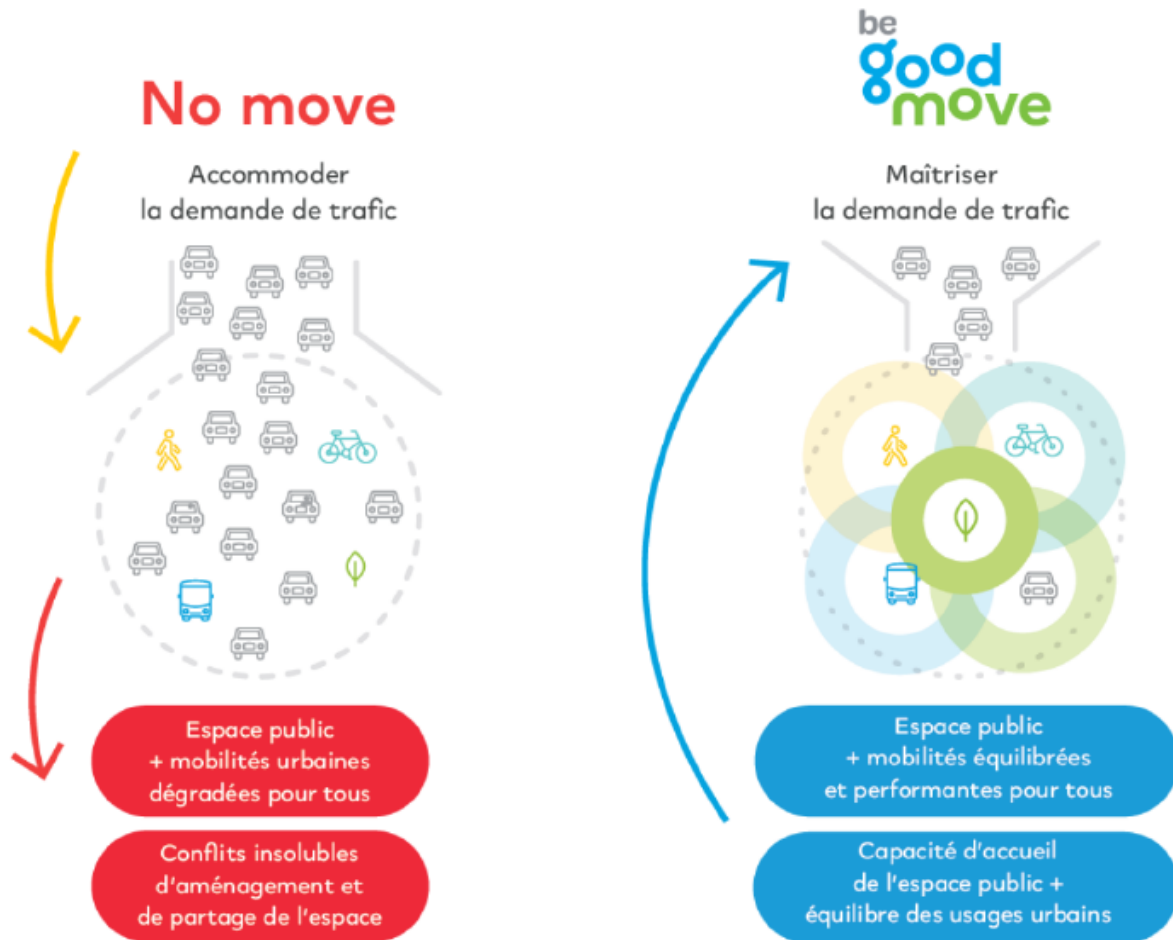 No move
Accommoder
la demande de trafic
Espace public
+ mobilités urbaines
dégradées pour tous
Conflits insolubles
d'aménagement et
de partage de l'espace
be
good
move
Maîtriser
la demande de trafic
Espace public
+ mobilités équilibrées
et performantes pour tous
Capacité d'accueil
de l'espace public +
équilibre des usages urbains